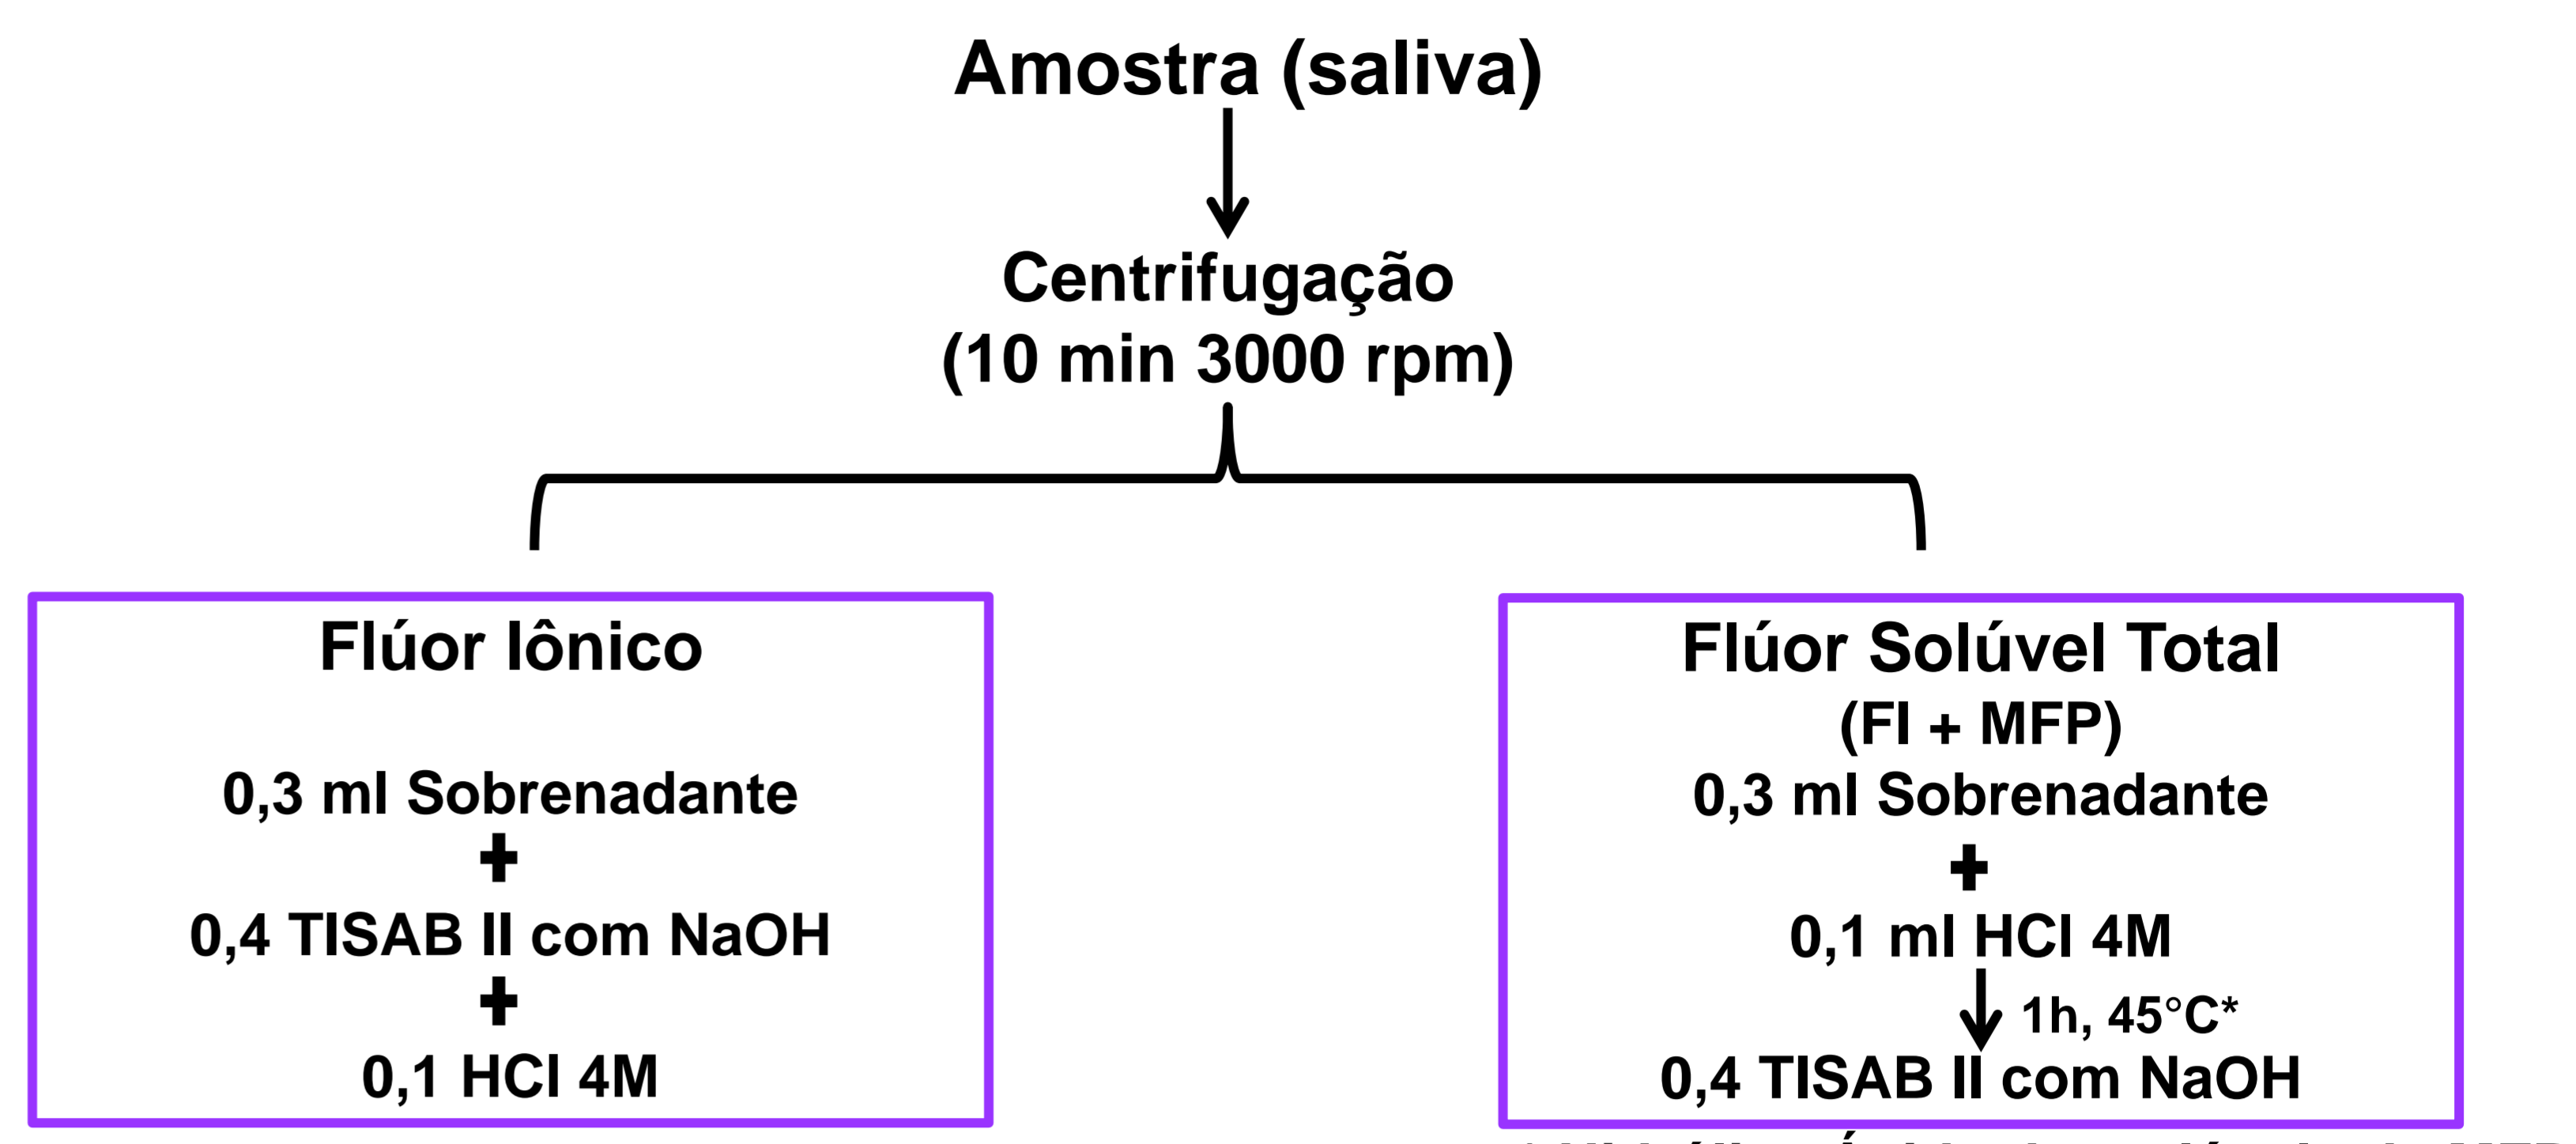 Amostra (saliva)
Centrifugação
(10 min 3000 rpm)
Flúor Iônico
0,3 ml Sobrenadante
+
0,4 TISAB II com NaOH
+
0,1 HCl 4M
Flúor Solúvel Total
(FI + MFP)
0,3 ml Sobrenadante
+
0,1 ml HCl 4M
1h, 45°C*
0,4 TISAB II com NaOH